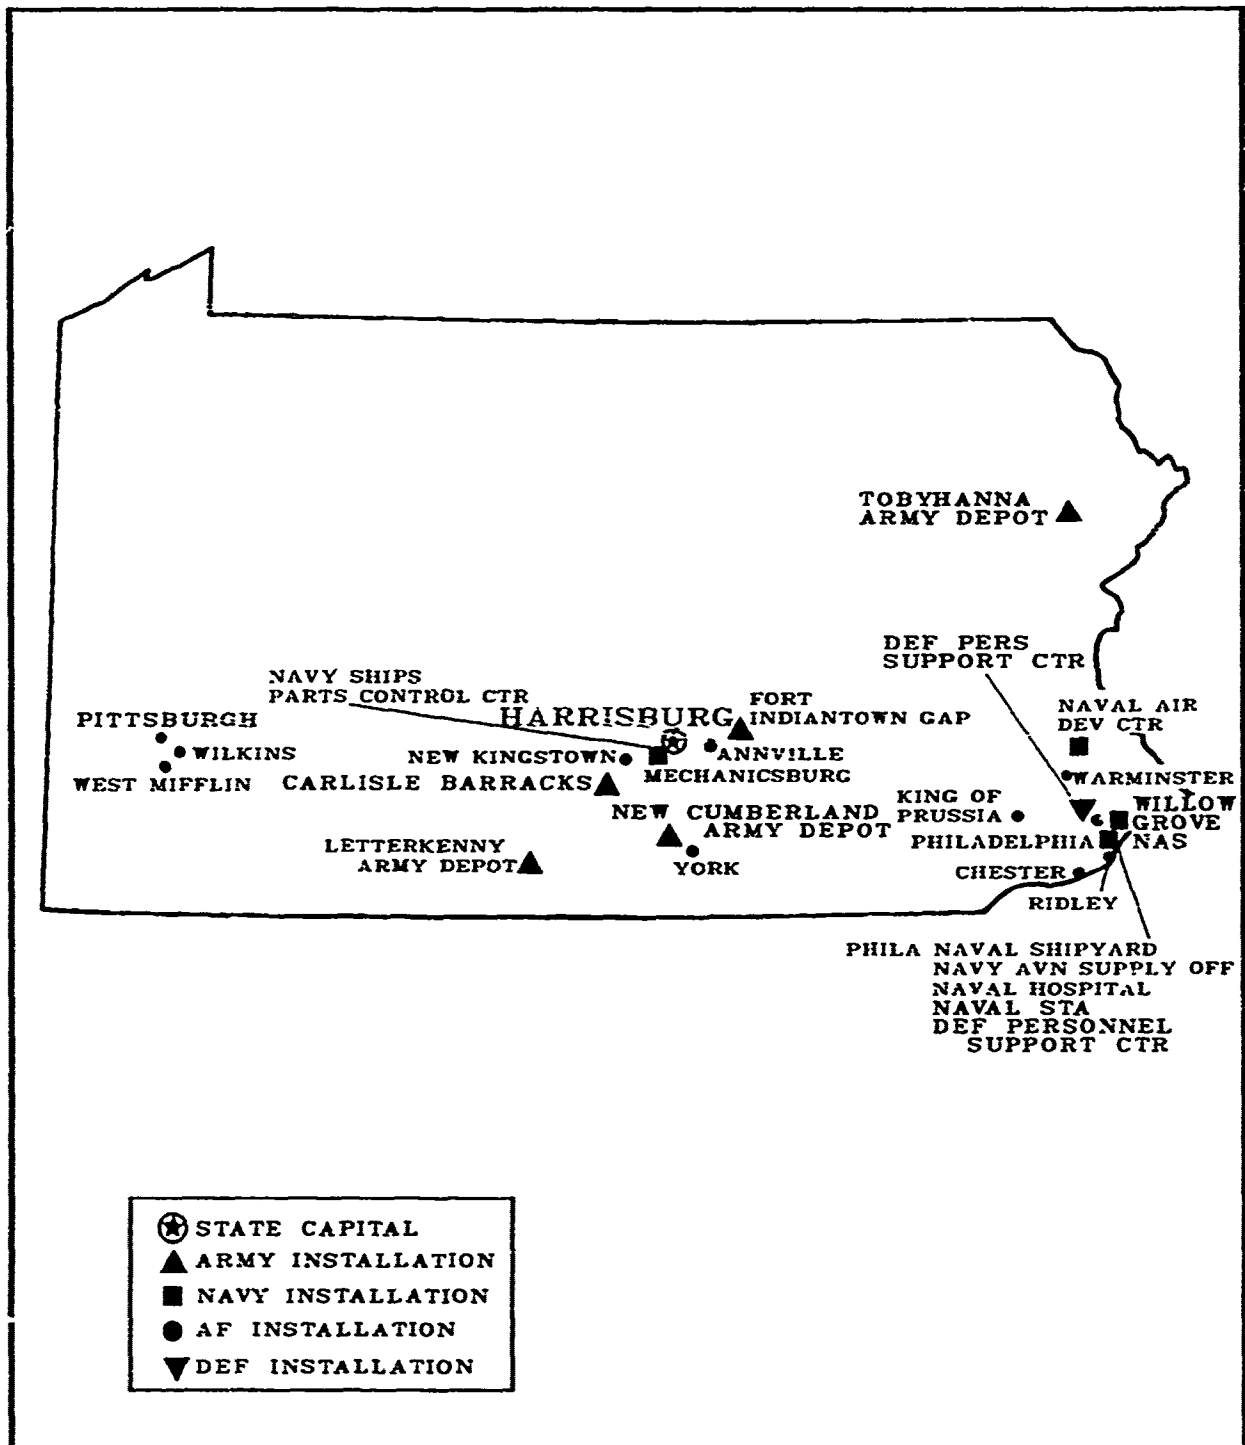 TOBYHANNA
ARMY DEPOT
DEF PERS
SUPPORT CTR
NAVY SHIPS
PARTS CONTROL CTR
FORT
INDIANTOWN GAP
NAVAL AIR
DEV CTR
HARRISBURG
PITTSBURGH
WILKINS
WEST MIFFLIN
NEW KINGSTOWN
ANNVILLE
MECHANICSBURG
CARLISLE BARRACKS
WARMINSTER
KING OF
PRUSSIA
WILLOW
GROVE
NAS
NEW CUMBERLAND
ARMY DEPOT
PHILADELPHIA
LETTERKENNY
ARMY DEPOT
YORK
CHESTER
RIDLEY
PHILA NAVAL SHIPYARD
NAVY AVN SUPPLY OFF
NAVAL HOSPITAL
NAVAL STA
DEF PERSONNEL
SUPPORT CTR
STATE CAPITAL
ARMY INSTALLATION
NAVY INSTALLATION
AF INSTALLATION
DEF INSTALLATION